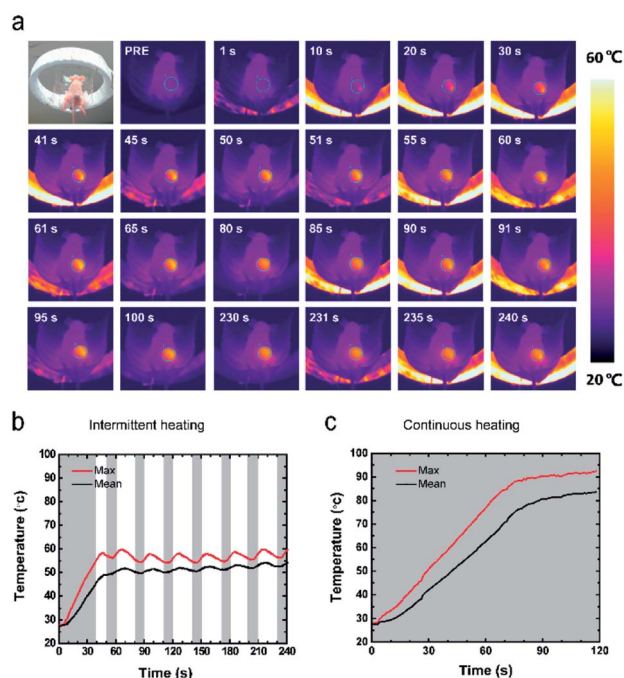 a
PRE 1 s 10 s 20 s 30 s 60 ℃
41 s 45 s 50 s 51 s 55 s 60 s
61 s 65 s 80 s 85 s 90 s 91 s
95 s 100 s 230 s 231 s 235 s 240 s
20 ℃
b Intermittent heating
Temperature (°c)
100
90
80
70
60
50
40
30
20
Max
Mean
0 30 60 90 120 150 180 210 240
Time (s)
c Continuous heating
Temperature (°c)
100
90
80
70
60
50
40
30
20
Max
Mean
0 30 60 90 120
Time (s)